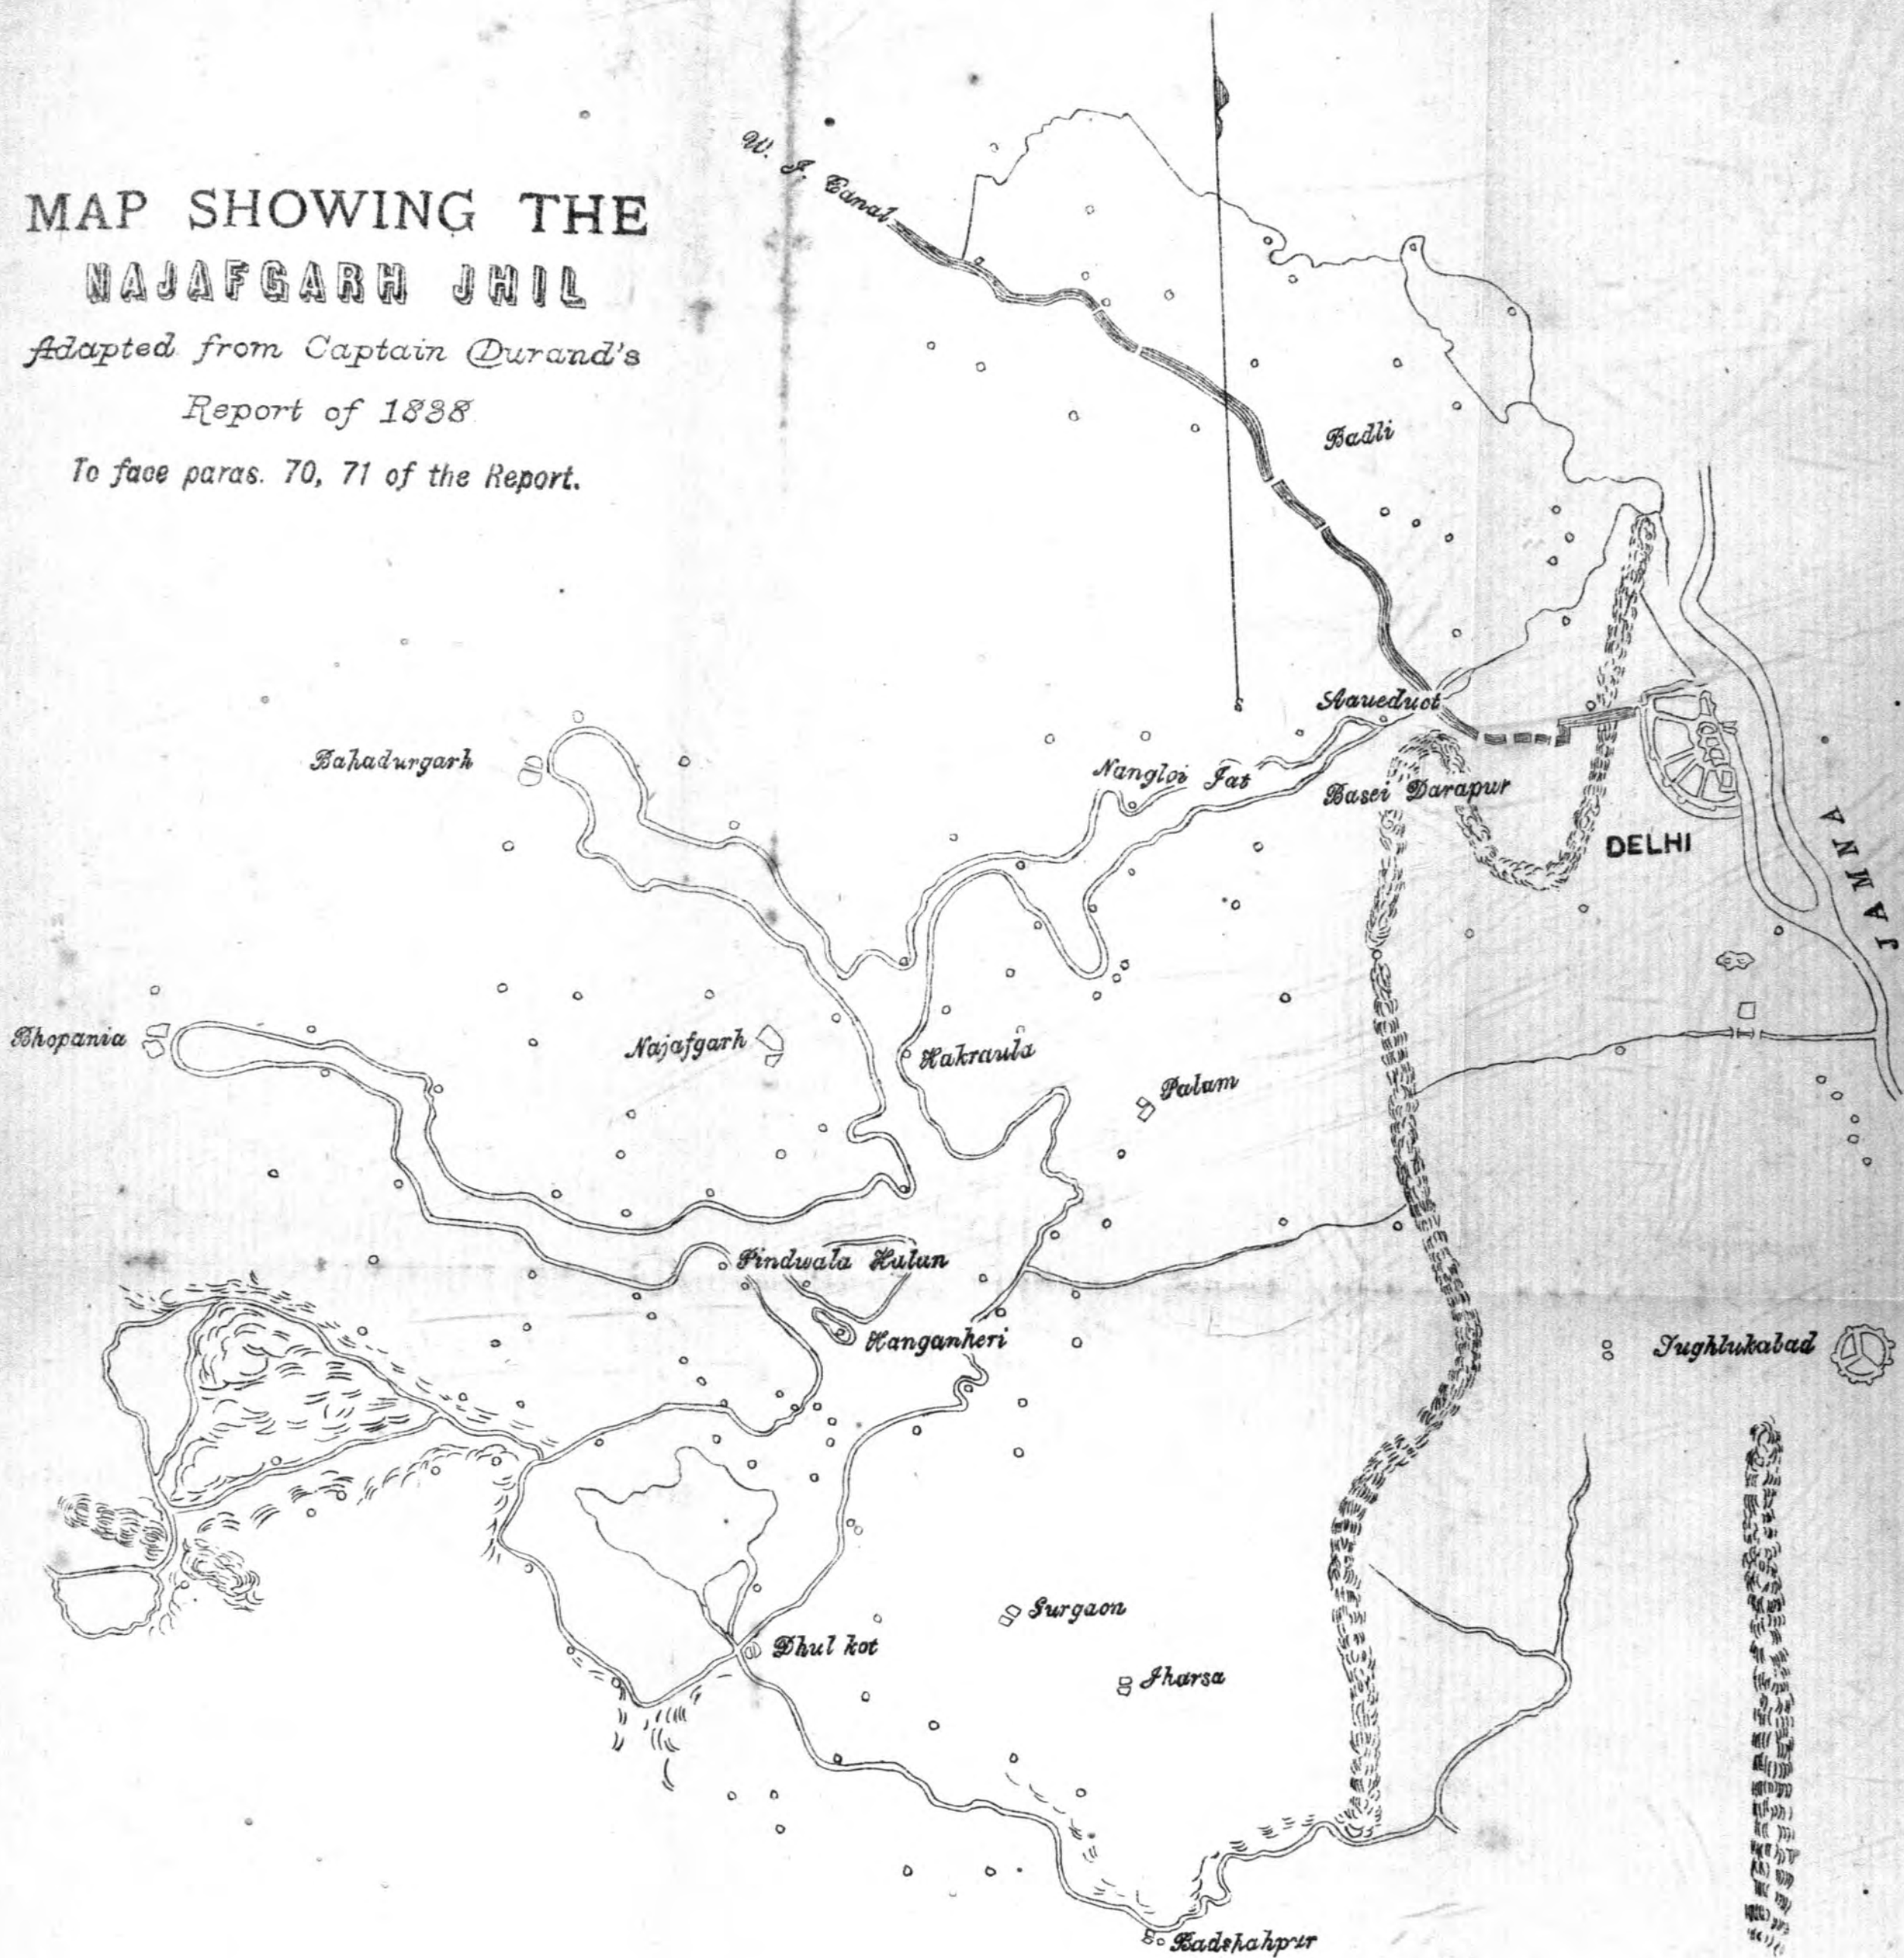 MAP SHOWING THE
NAJAFGARH JHIL
Adapted from Captain Durand's
Report of 1838
To face paras. 70, 71 of the Report.
W. J. Canal
Badli
Aqueduct
Bahadurgarh
Nangloi Jat
Basei Darapur
DELHI
JAMNA
Bhopania
Najafgarh
Kakraula
Palam
Pindwala Kalan
Kanganheri
Tughlukabad
Gurgaon
Dhul kot
Jharsa
Badshahpur
S